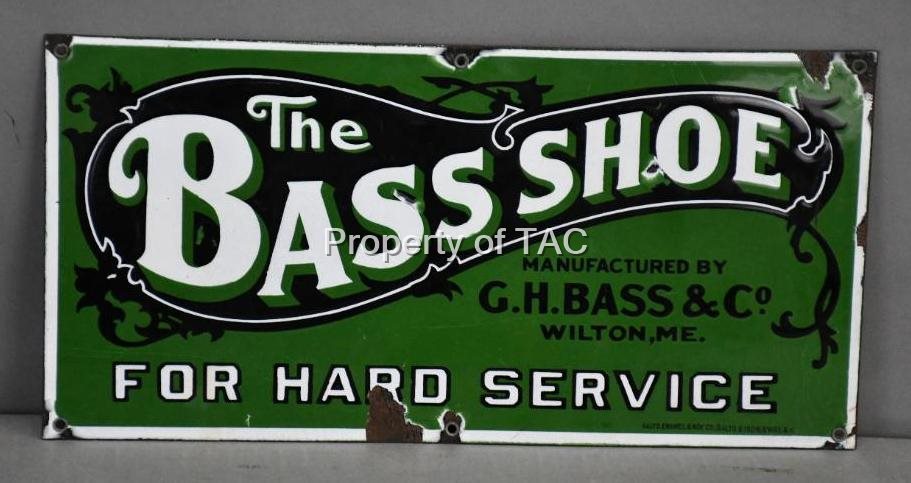 The
BASS SHOE
Property of TAC
MANUFACTURED BY
G.H. BASS & Co
WILTON, ME.
FOR HARD SERVICE